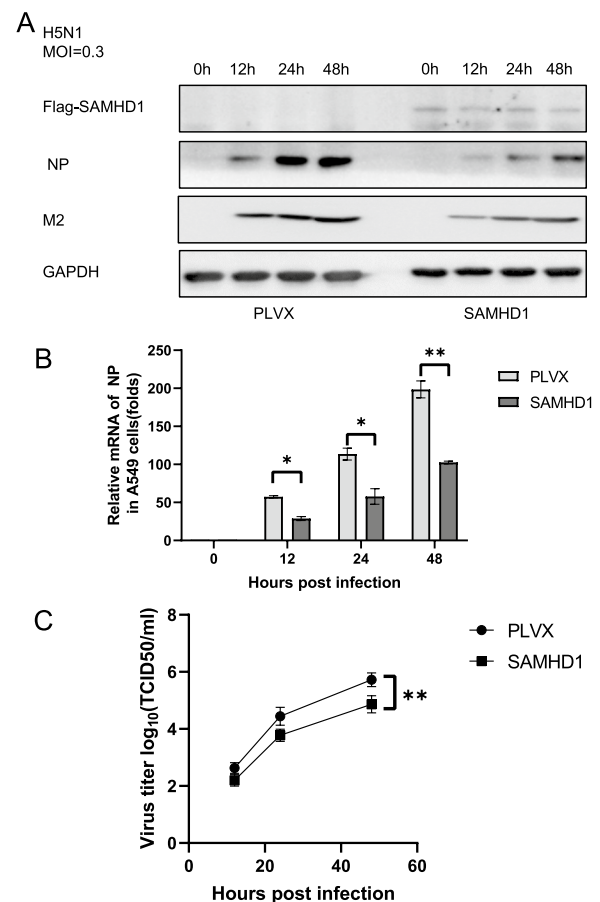 A
H5N1
MOI=0.3
0h 12h 24h 48h 0h 12h 24h 48h
Flag-SAMHD1
NP
M2
GAPDH
PLVX SAMHD1
B
Relative mRNA of NP
in A549 cells(folds)
250
200
150
100
50
0
* * **
0 12 24 48
Hours post infection
PLVX
SAMHD1
C
Virus titer log10(TCID50/ml)
8
6
4
2
0
**
0 20 40 60
Hours post infection
PLVX
SAMHD1